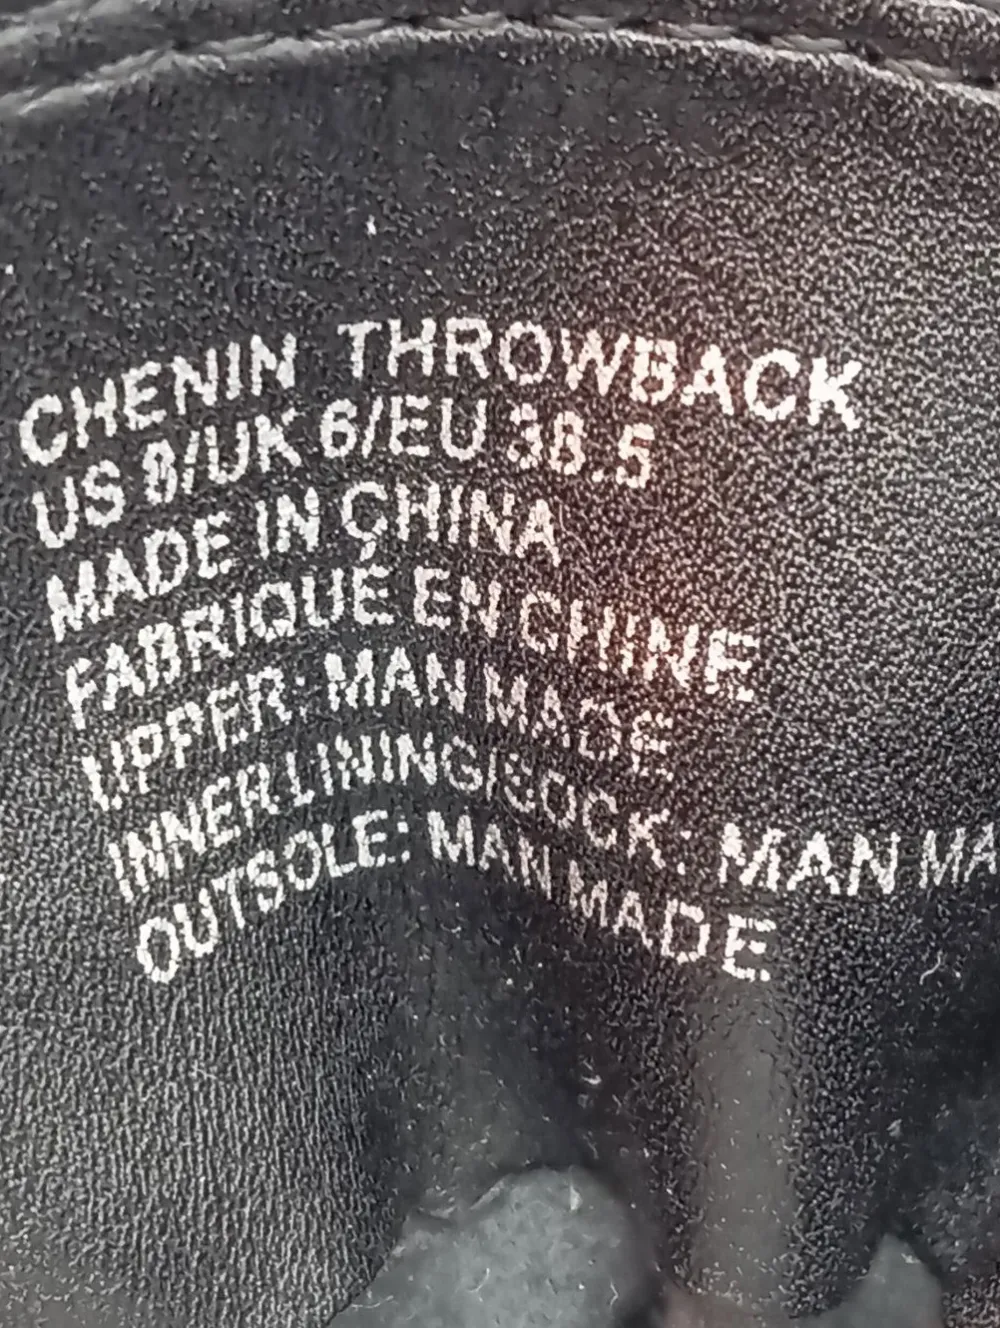 CHENIN THROWBACK
US 8/UK 6/EU 38.5
MADE IN CHINA
FABRIQUÉ EN CHINE
UPPER: MAN MADE
INNER LINING/SOCK: MAN MA
OUTSOLE: MAN MADE